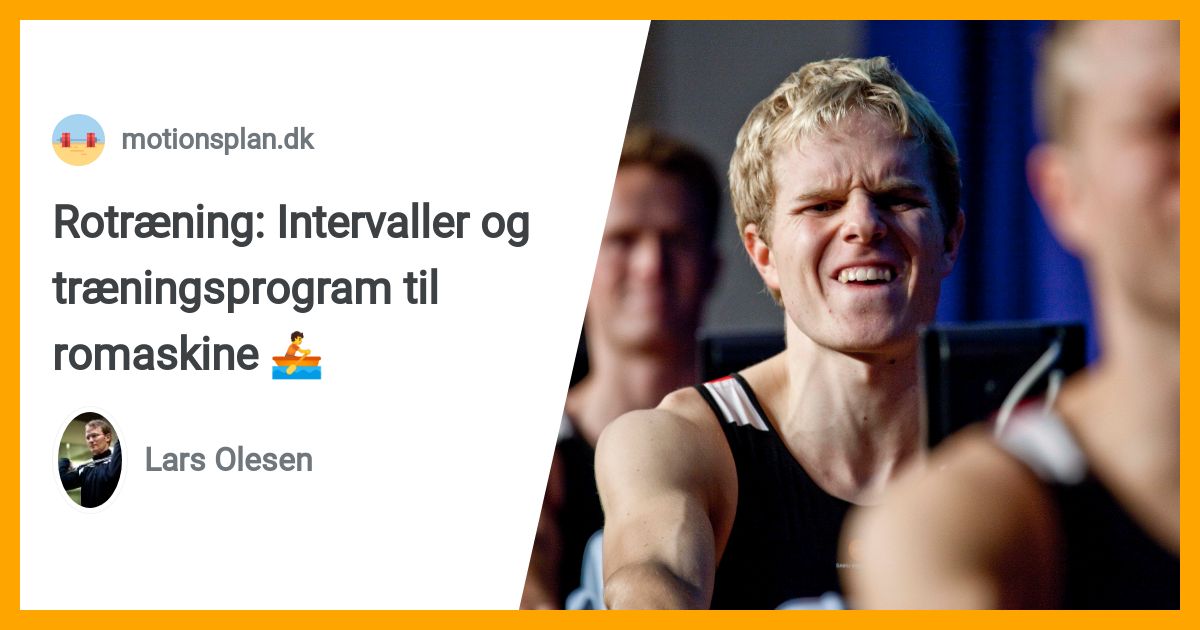 motionsplan.dk
Rotræning: Intervaller og
træningsprogram til
romaskine 🚣
Lars Olesen